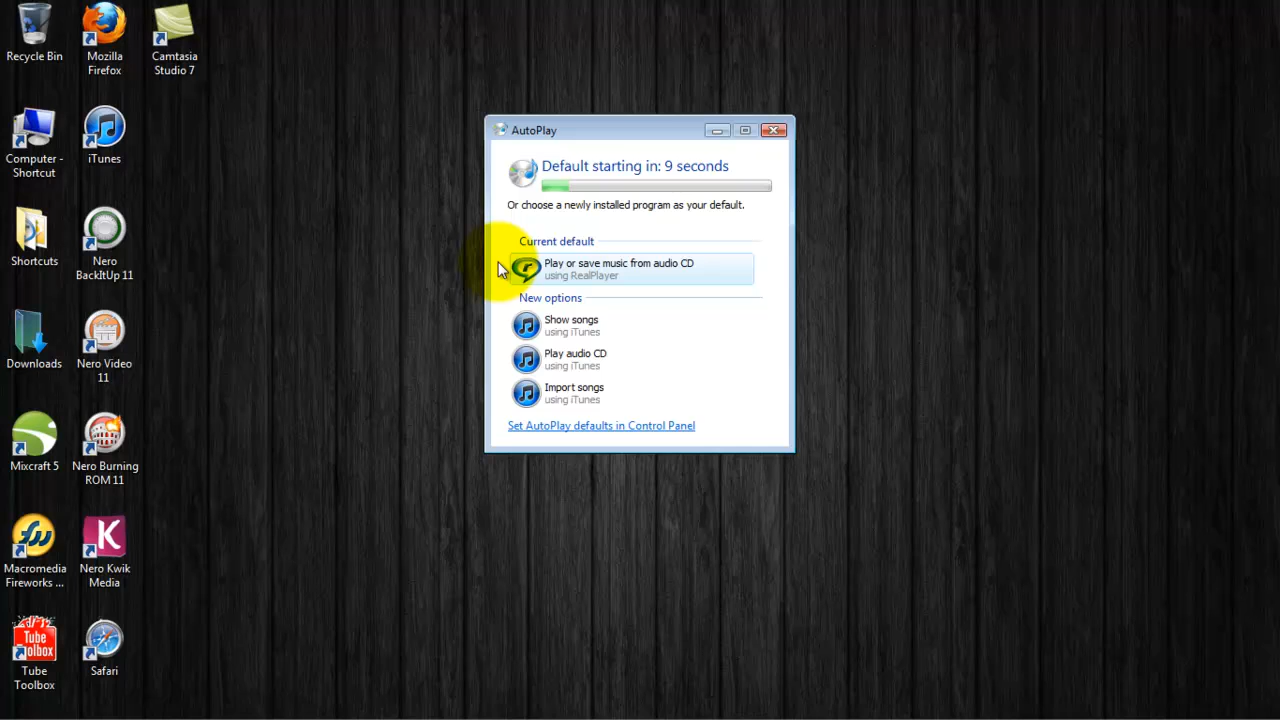 Recycle Bin
Mozilla
Firefox
Camtasia
Studio 7
Computer -
Shortcut
iTunes
Shortcuts
Nero
BackItUp 11
Downloads
Nero Video
11
Mixcraft 5
Nero Burning
ROM 11
Macromedia
Fireworks ...
Nero Kwik
Media
Tube
Toolbox
Safari
AutoPlay
Default starting in: 9 seconds
Or choose a newly installed program as your default.
Current default
Play or save music from audio CD
using RealPlayer
New options
Show songs
using iTunes
Play audio CD
using iTunes
Import songs
using iTunes
Set AutoPlay defaults in Control Panel